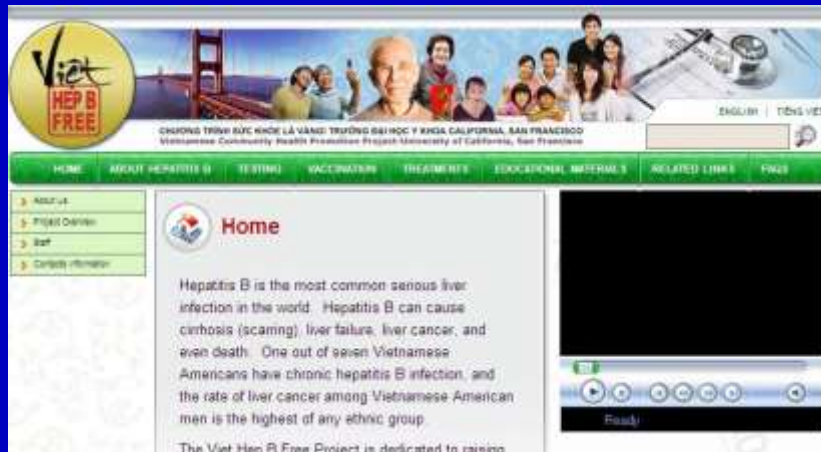 Việt
HEP B
FREE
CHƯƠNG TRÌNH SỨC KHỎE LÀ VÀNG! TRƯỜNG ĐẠI HỌC Y KHOA CALIFORNIA, SAN FRANCISCO
Vietnamese Community Health Promotion Project University of California, San Francisco
ENGLISH | TIẾNG VIỆT
HOME ABOUT HEPATITIS B TESTING VACCINATION TREATMENTS EDUCATIONAL MATERIALS RELATED LINKS FAQS
About Us
Project Overview
Staff
Contacts Information
Home
Hepatitis B is the most common serious liver
infection in the world. Hepatitis B can cause
cirrhosis (scarring), liver failure, liver cancer, and
even death. One out of seven Vietnamese
Americans have chronic hepatitis B infection, and
the rate of liver cancer among Vietnamese American
men is the highest of any ethnic group.
The Viet Hep B Free Project is dedicated to raising
Ready